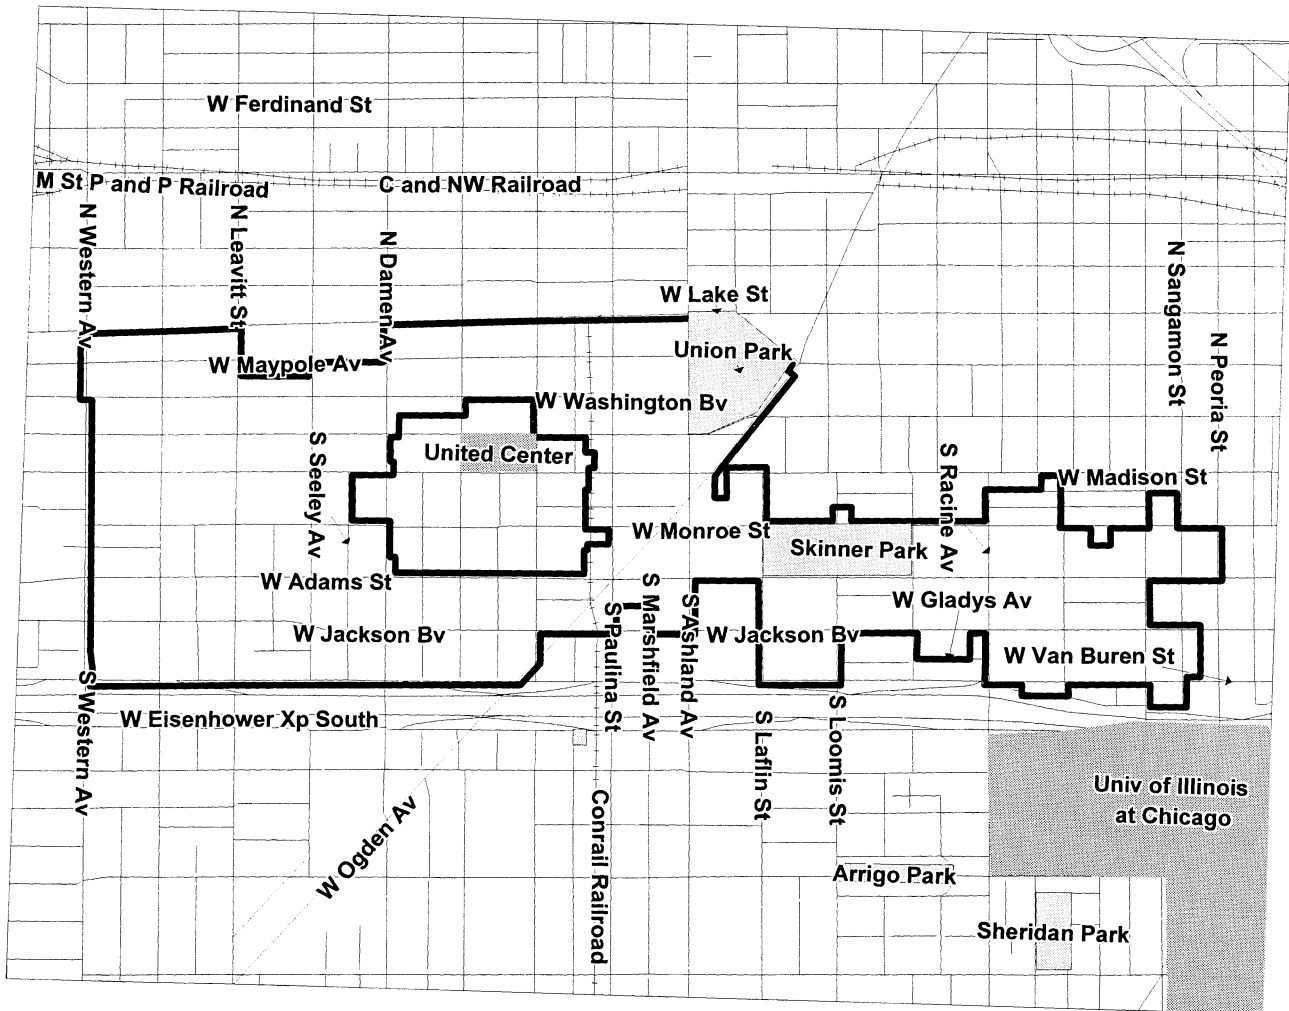 W Ferdinand St
M St P and P Railroad
C and NW Railroad
N Western Av
N Leavitt St
N Damen Av
N Sangamon St
W Lake St
N Peoria St
Union Park
W Maypole Av
W Washington Bv
United Center
S Seeley Av
S Racine Av
W Madison St
W Monroe St
Skinner Park
W Adams St
W Gladys Av
S Paulina St
S Marshfield Av
S Ashland Av
W Jackson Bv
W Jackson Bv
W Van Buren St
S Western Av
W Eisenhower Xp South
S Laflin St
S Loomis St
Univ of Illinois
at Chicago
W Ogden Av
Conrail Railroad
Arrigo Park
Sheridan Park